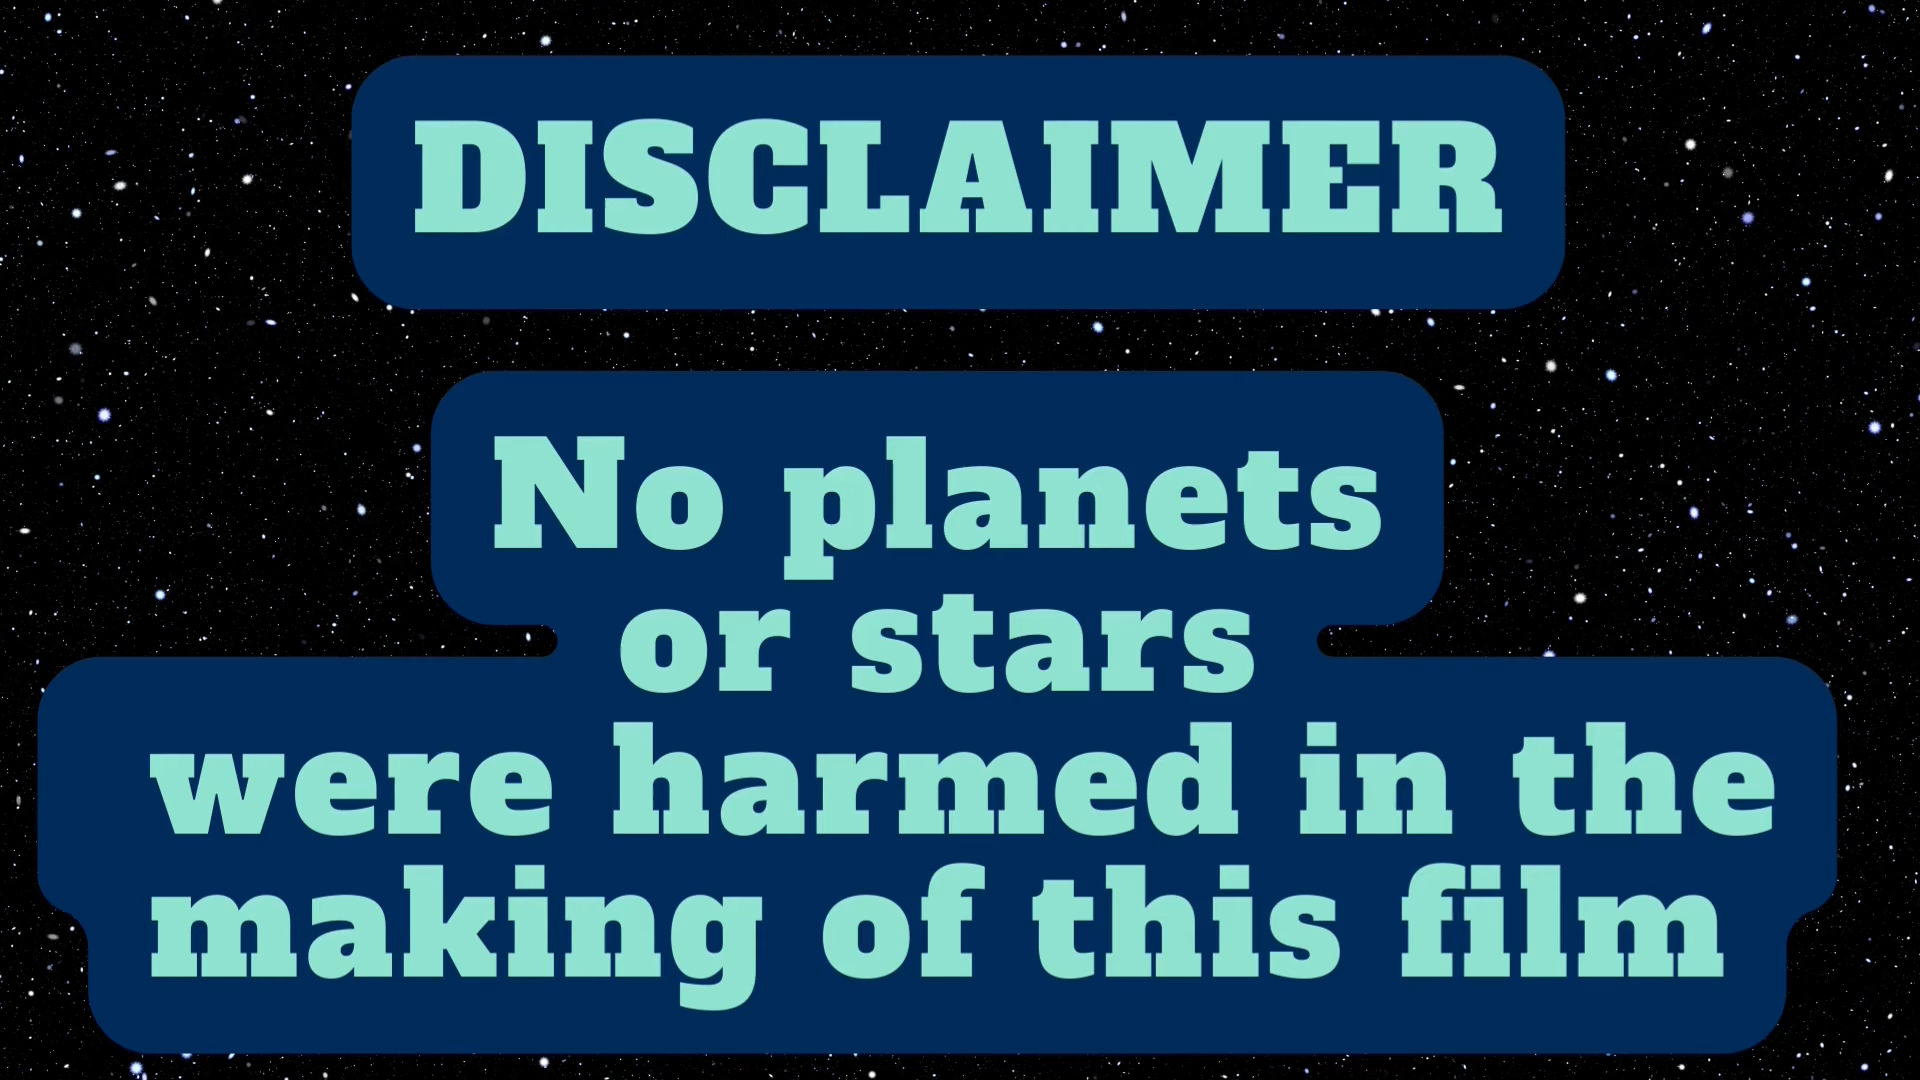 DISCLAIMER
No planets
or stars
were harmed in the
making of this film